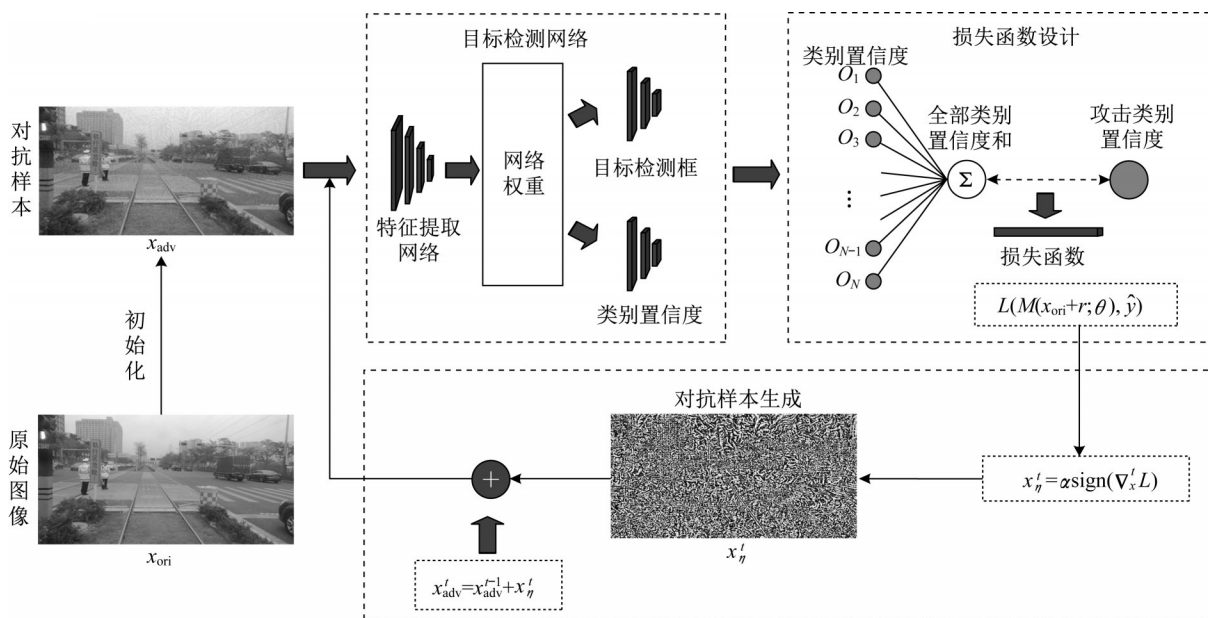 目标检测网络
损失函数设计
对抗样本
x_adv
初始化
原始图像
x_ori
特征提取
网络
网络
权重
目标检测框
类别置信度
类别置信度
O_1
O_2
O_3
⋮
O_{N-1}
O_N
全部类别
置信度和
Σ
攻击类别
置信度
损失函数
L(M(x_ori+r;θ), ŷ)
对抗样本生成
x_η^t=αsign(∇_x^t L)
x_η^t
+
x_adv^t=x_adv^{t-1}+x_η^t